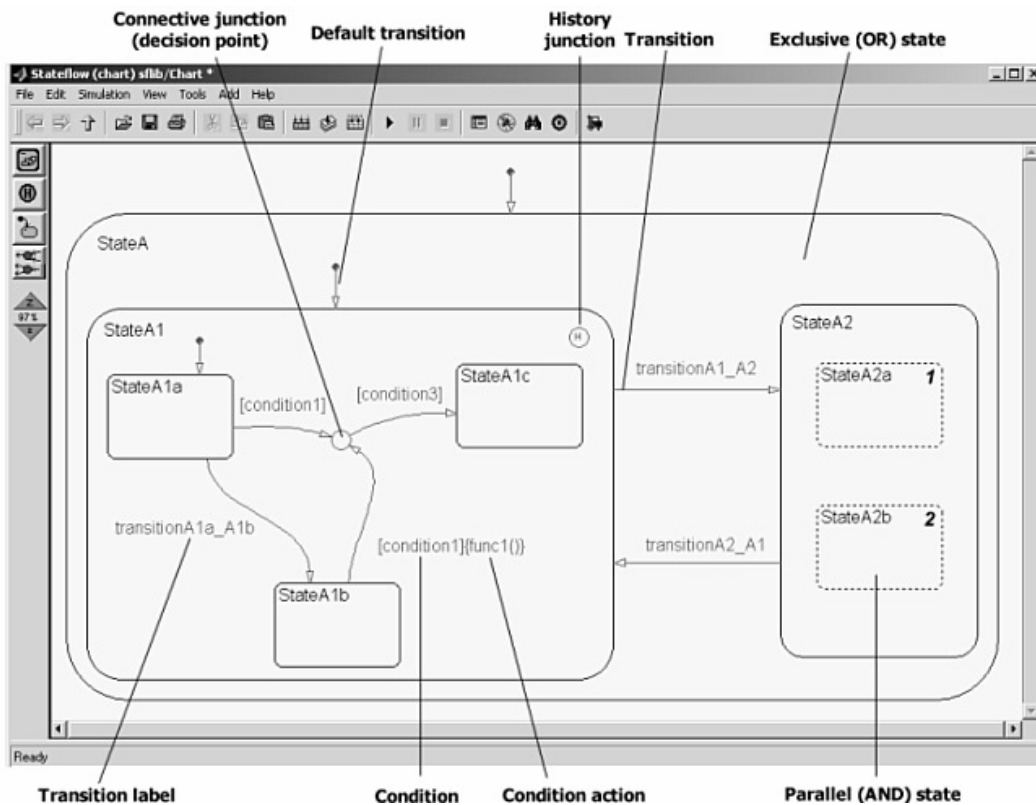 Connective junction
(decision point)
Default transition
History
junction
Transition
Exclusive (OR) state
Stateflow (chart) sflib/Chart *
File Edit Simulation View Tools Add Help
StateA
StateA1
H
StateA2
StateA1a
[condition1]
[condition3]
StateA1c
transitionA1_A2
StateA2a 1
transitionA1a_A1b
[condition1]{func1()}
StateA1b
transitionA2_A1
StateA2b 2
97%
Ready
Transition label
Condition
Condition action
Parallel (AND) state